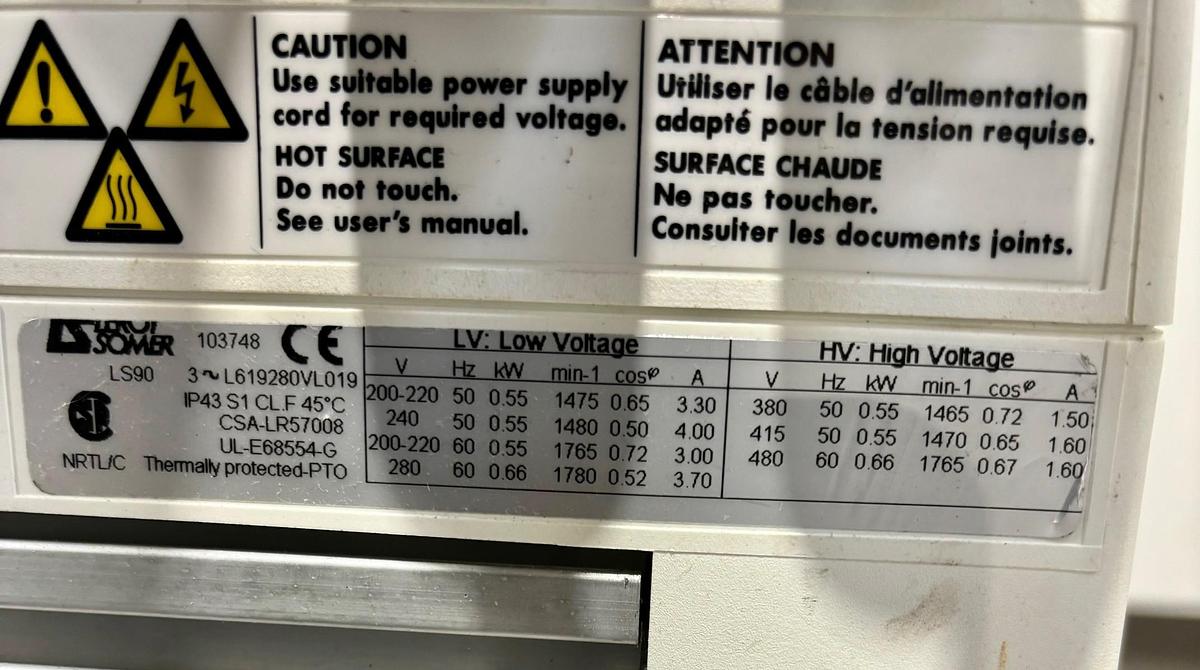 CAUTION
Use suitable power supply
cord for required voltage.
HOT SURFACE
Do not touch.
See user's manual.
ATTENTION
Utiliser le câble d'alimentation
adapté pour la tension requise.
SURFACE CHAUDE
Ne pas toucher.
Consulter les documents joints.
LEROY
SOMER 103748 CE
LS90 3~L619280VL019
IP43 S1 CL.F 45°C
CSA-LR57008
UL-E68554-G
NRTL/C Thermally protected-PTO
LV: Low Voltage
V Hz kW min-1 cosφ A
200-220 50 0.55 1475 0.65 3.30
240 50 0.55 1480 0.50 4.00
200-220 60 0.55 1765 0.72 3.00
280 60 0.66 1780 0.52 3.70
HV: High Voltage
V Hz kW min-1 cosφ A
380 50 0.55 1465 0.72 1.50
415 50 0.55 1470 0.65 1.60
480 60 0.66 1765 0.67 1.60